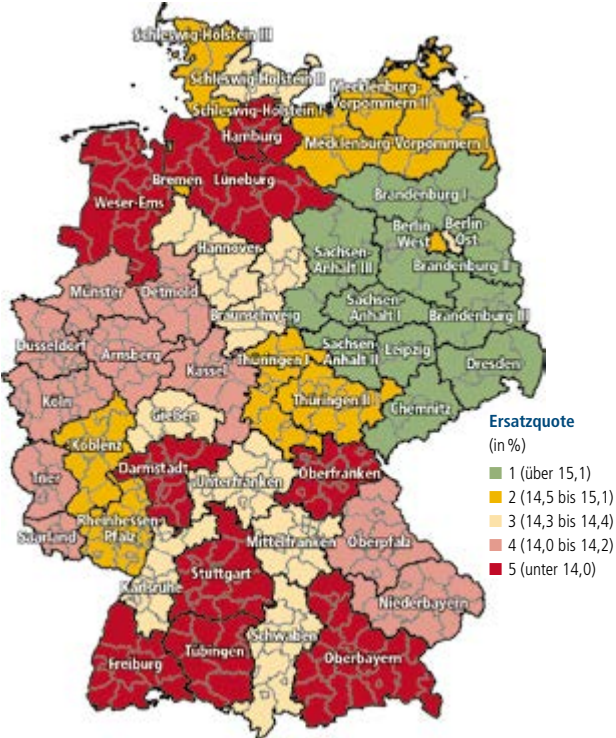 Schleswig-Holstein III
Schleswig-Holstein II
Mecklenburg-
Vorpommern II
Schleswig-Holstein I
Hamburg
Mecklenburg-Vorpommern I
Bremen
Lüneburg
Weser-Ems
Brandenburg I
Berlin-
West
Berlin-
Ost
Hannover
Sachsen-
Anhalt III
Brandenburg II
Münster
Detmold
Braunschweig
Sachsen-
Anhalt I
Brandenburg III
Düsseldorf
Arnsberg
Kassel
Thüringen I
Sachsen-
Anhalt II
Leipzig
Dresden
Köln
Gießen
Thüringen II
Chemnitz
Koblenz
Darmstadt
Unterfranken
Oberfranken
Trier
Rheinhessen-
Pfalz
Saarland
Mittelfranken
Oberpfalz
Karlsruhe
Stuttgart
Niederbayern
Schwaben
Freiburg
Tübingen
Oberbayern
Ersatzquote
(in %)
1 (über 15,1)
2 (14,5 bis 15,1)
3 (14,3 bis 14,4)
4 (14,0 bis 14,2)
5 (unter 14,0)